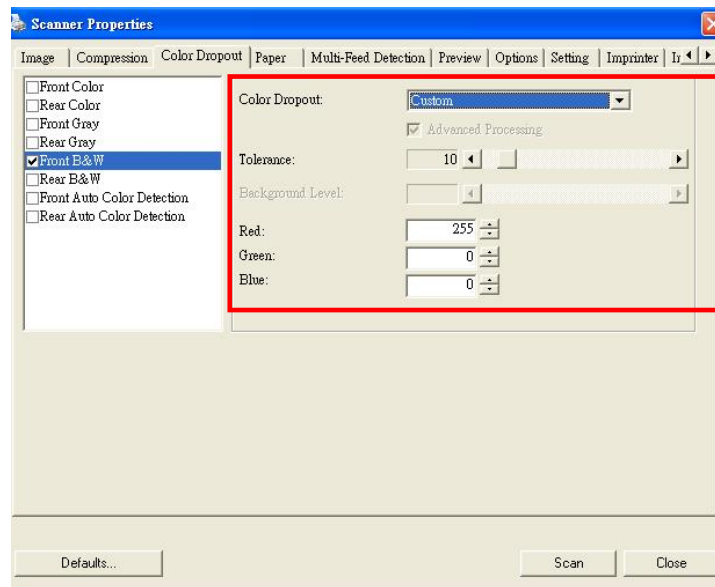 Scanner Properties
Image Compression Color Dropout Paper Multi-Feed Detection Preview Options Setting Imprinter
Front Color
Rear Color
Front Gray
Rear Gray
Front B&W
Rear B&W
Front Auto Color Detection
Rear Auto Color Detection
Color Dropout: Custom
Advanced Processing
Tolerance: 10
Background Level:
Red: 255
Green: 0
Blue: 0
Defaults... Scan Close